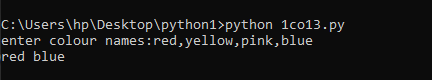 C:\Users\hp\Desktop\python1>python 1co13.py
enter colour names:red,yellow,pink,blue
red blue